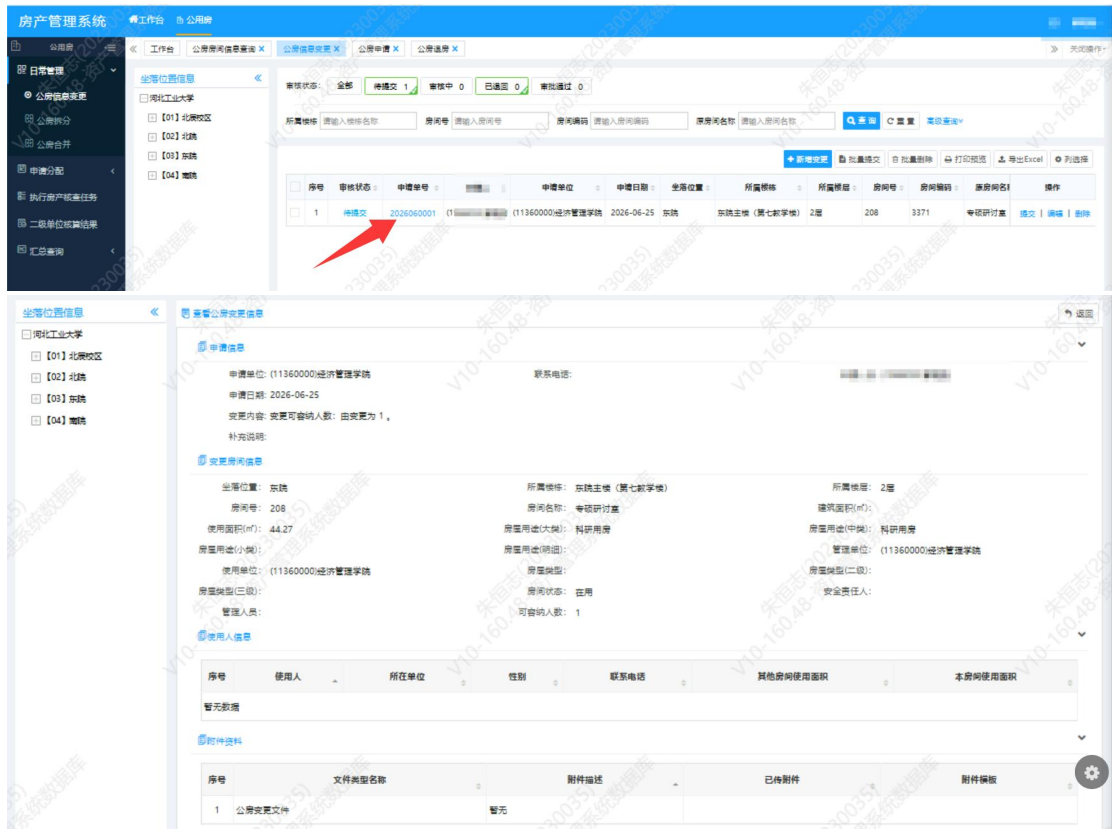 房产管理系统 工作台 公用房
公用房 工作台 公房房间信息查询 × 公房信息变更 × 公房申请 × 公房退房 × 关闭操作
日常管理
公房信息变更
公房拆分
公房合并
申请分配
执行房产核查任务
二级单位核算结果
汇总查询
坐落位置信息
河北工业大学
【01】北辰校区
【02】北院
【03】东院
【04】南院
审核状态: 全部 待提交 1 审核中 0 已退回 0 审批通过 0
所属楼栋 请输入楼栋名称 房间号 请输入房间号 房间编码 请输入房间编码 原房间名称 请输入房间名称 查询 重置 高级查询
新增变更 批量提交 批量删除 打印预览 导出Excel 列选择
序号 审核状态 申请单号 申请单位 申请日期 坐落位置 所属楼栋 所属楼层 房间号 房间编码 原房间名称 操作
1 待提交 2026060001 (1 (11360000)经济管理学院 2026-06-25 东院 东院主楼（第七教学楼） 2层 208 3371 专硕研讨室 提交 | 编辑 | 删除
坐落位置信息
河北工业大学
【01】北辰校区
【02】北院
【03】东院
【04】南院
查看公房变更信息 返回
申请信息
申请单位: (11360000)经济管理学院 联系电话:
申请日期: 2026-06-25
变更内容: 变更可容纳人数：由变更为 1 。
补充说明:
变更房间信息
坐落位置: 东院 所属楼栋: 东院主楼（第七教学楼） 所属楼层: 2层
房间号: 208 房间名称: 专硕研讨室 建筑面积(㎡):
使用面积(㎡): 44.27 房屋用途(大类): 科研用房 房屋用途(中类): 科研用房
房屋用途(小类): 房屋用途(明细): 管理单位: (11360000)经济管理学院
使用单位: (11360000)经济管理学院 房屋类型: 房屋类型(二级):
房屋类型(三级): 房间状态: 在用 安全责任人:
管理人员: 可容纳人数: 1
使用人信息
序号 使用人 所在单位 性别 联系电话 其他房间使用面积 本房间使用面积
暂无数据
附件资料
序号 文件类型名称 附件描述 已传附件 附件模板
1 公房变更文件 暂无